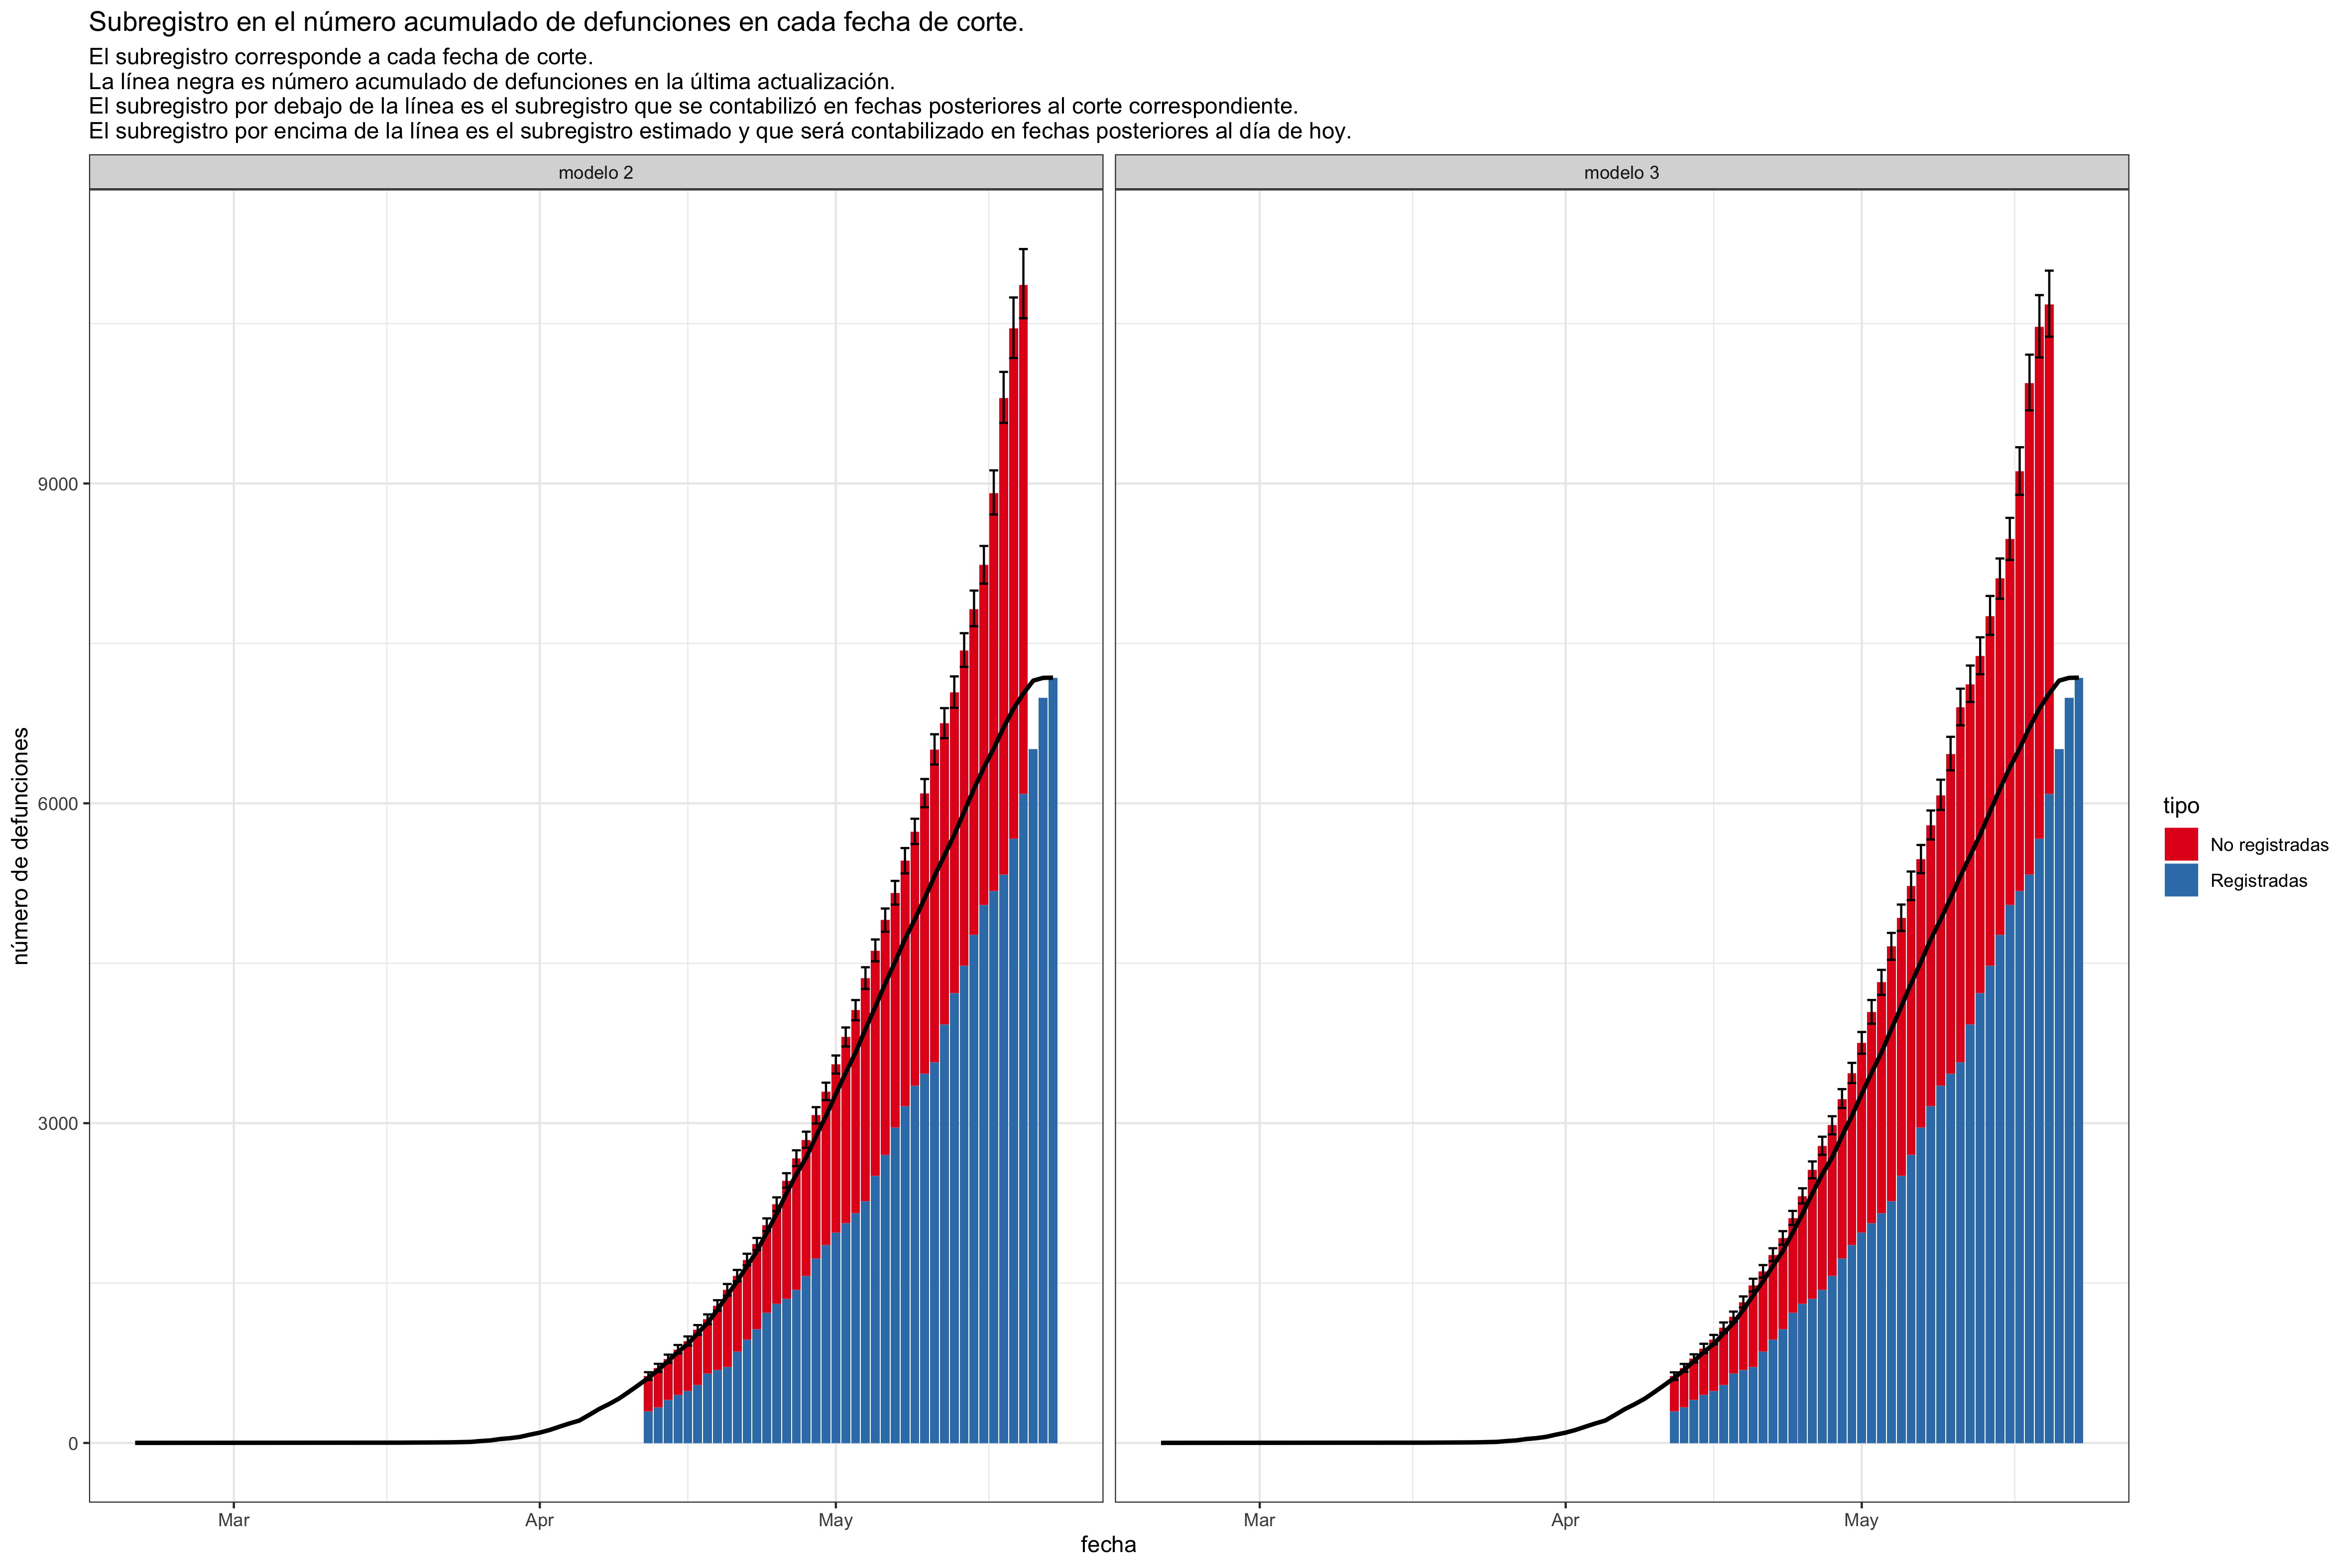 Subregistro en el número acumulado de defunciones en cada fecha de corte.
El subregistro corresponde a cada fecha de corte.
La línea negra es número acumulado de defunciones en la última actualización.
El subregistro por debajo de la línea es el subregistro que se contabilizó en fechas posteriores al corte correspondiente.
El subregistro por encima de la línea es el subregistro estimado y que será contabilizado en fechas posteriores al día de hoy.
modelo 2
modelo 3
número de defunciones
9000
6000
3000
0
Mar
Apr
May
Mar
Apr
May
fecha
tipo
No registradas
Registradas